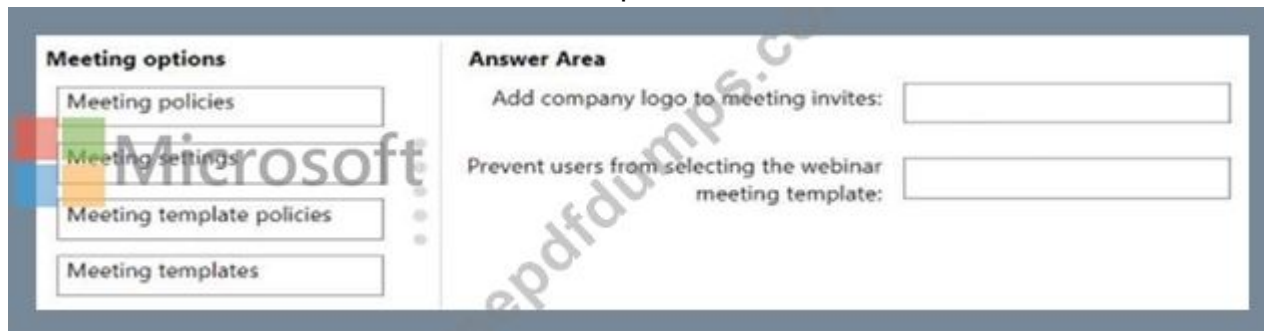 Meeting options
Meeting policies
Meeting settings
Meeting template policies
Meeting templates
Microsoft
Answer Area
Add company logo to meeting invites:
Prevent users from selecting the webinar
meeting template: